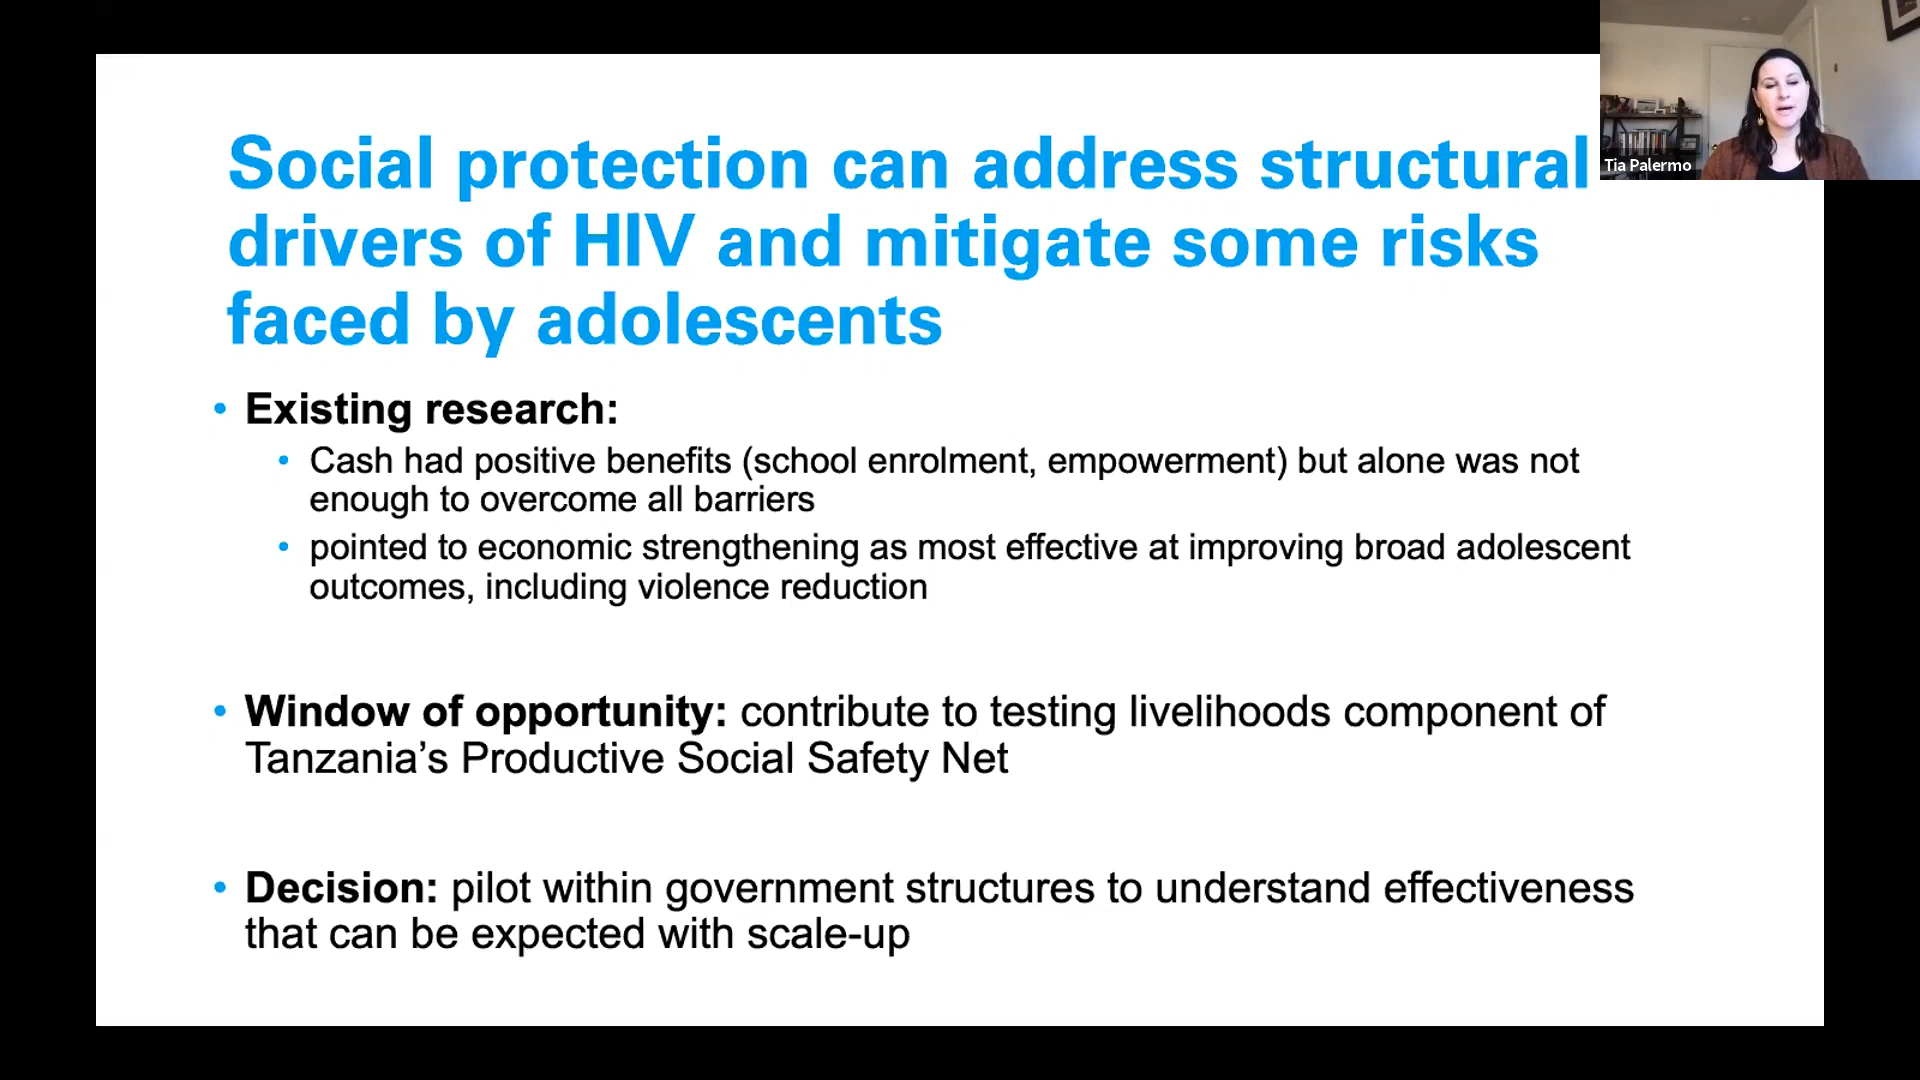 Social protection can address structural
drivers of HIV and mitigate some risks
faced by adolescents
• Existing research:
• Cash had positive benefits (school enrolment, empowerment) but alone was not
enough to overcome all barriers
• pointed to economic strengthening as most effective at improving broad adolescent
outcomes, including violence reduction
• Window of opportunity: contribute to testing livelihoods component of
Tanzania’s Productive Social Safety Net
• Decision: pilot within government structures to understand effectiveness
that can be expected with scale-up
Tia Palermo